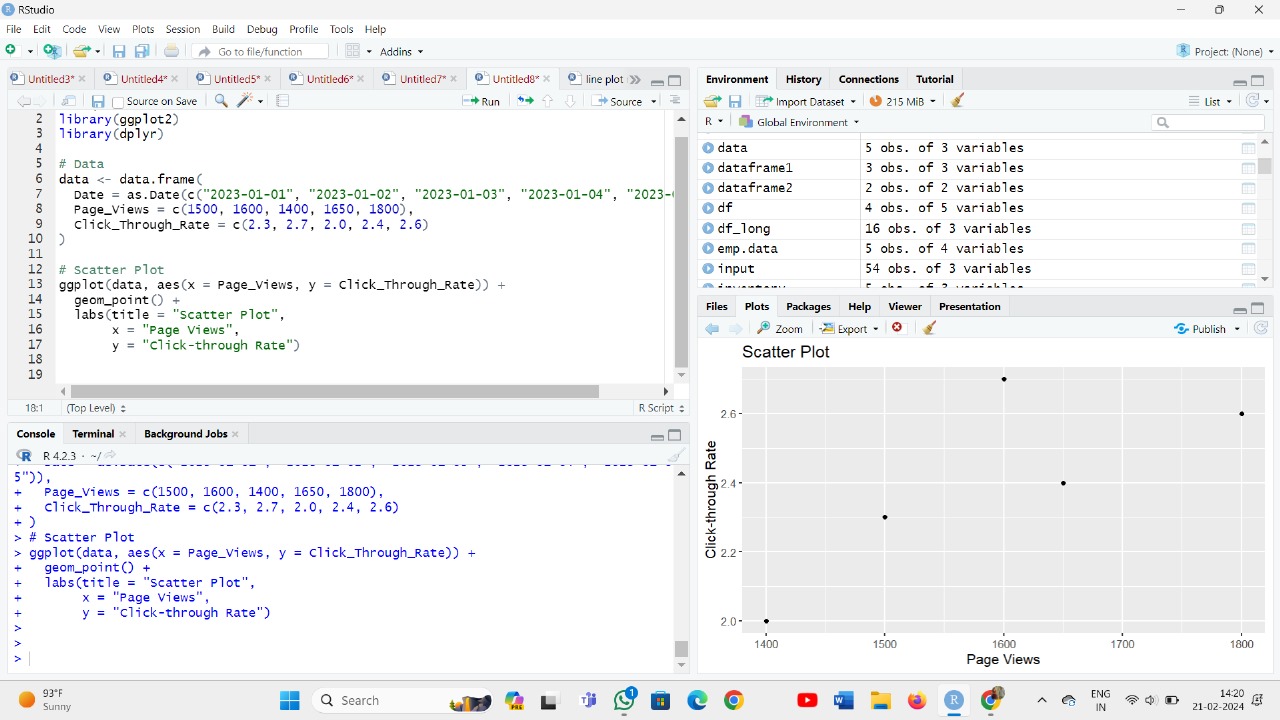 RStudio
File Edit Code View Plots Session Build Debug Profile Tools Help
Go to file/function Addins Project: (None)
Untitled3* Untitled4* Untitled5* Untitled6* Untitled7* Untitled8* line plot
Source on Save Run Source
2 library(ggplot2)
3 library(dplyr)
4
5 # Data
6 data <- data.frame(
7 Date = as.Date(c("2023-01-01", "2023-01-02", "2023-01-03", "2023-01-04", "2023-
8 Page_Views = c(1500, 1600, 1400, 1650, 1800),
9 Click_Through_Rate = c(2.3, 2.7, 2.0, 2.4, 2.6)
10 )
11
12 # Scatter Plot
13 ggplot(data, aes(x = Page_Views, y = Click_Through_Rate)) +
14 geom_point() +
15 labs(title = "Scatter Plot",
16 x = "Page Views",
17 y = "Click-through Rate")
18
19
18:1 (Top Level) R Script
Console Terminal Background Jobs
R 4.2.3 · ~/
5")),
+ Page_Views = c(1500, 1600, 1400, 1650, 1800),
+ Click_Through_Rate = c(2.3, 2.7, 2.0, 2.4, 2.6)
+ )
> # Scatter Plot
> ggplot(data, aes(x = Page_Views, y = Click_Through_Rate)) +
+ geom_point() +
+ labs(title = "Scatter Plot",
+ x = "Page Views",
+ y = "Click-through Rate")
>
>
>
Environment History Connections Tutorial
Import Dataset 215 MiB List
R Global Environment
data 5 obs. of 3 variables
dataframe1 3 obs. of 3 variables
dataframe2 2 obs. of 2 variables
df 4 obs. of 5 variables
df_long 16 obs. of 3 variables
emp.data 5 obs. of 4 variables
input 54 obs. of 3 variables
Files Plots Packages Help Viewer Presentation
Zoom Export Publish
Scatter Plot
Click-through Rate
2.6
2.4
2.2
2.0
1400 1500 1600 1700 1800
Page Views
93°F
Sunny
Search
PRE
1
ENG
IN
14:20
21-02-2024